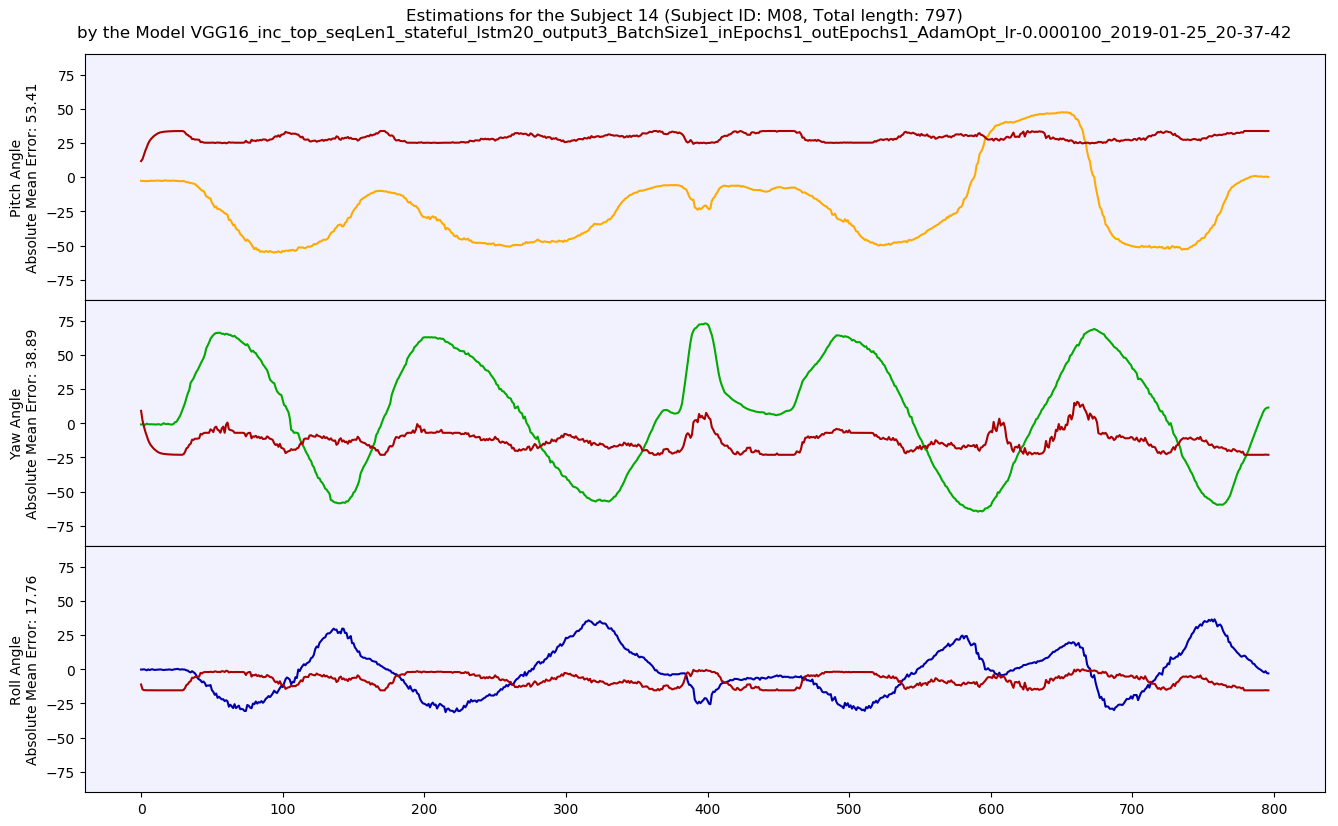 Estimations for the Subject 14 (Subject ID: M08, Total length: 797)
by the Model VGG16_inc_top_seqLen1_stateful_lstm20_output3_BatchSize1_inEpochs1_outEpochs1_AdamOpt_lr-0.000100_2019-01-25_20-37-42
Pitch Angle
Absolute Mean Error: 53.41
75
50
25
0
−25
−50
−75
Yaw Angle
Absolute Mean Error: 38.89
75
50
25
0
−25
−50
−75
Roll Angle
Absolute Mean Error: 17.76
75
50
25
0
−25
−50
−75
0 100 200 300 400 500 600 700 800